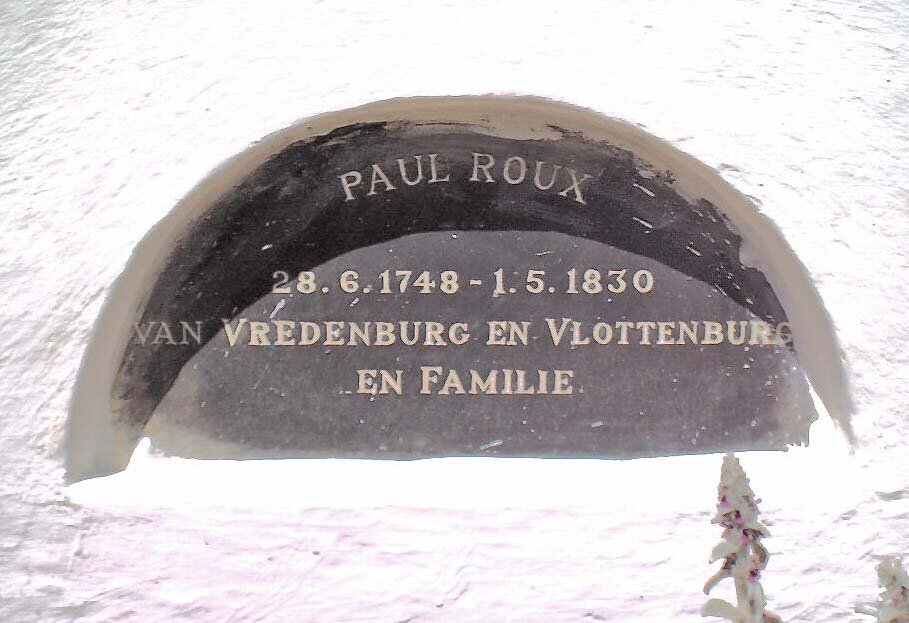 PAUL ROUX
28.6.1748 - 1.5.1830
VAN VREDENBURG EN VLOTTENBURG
EN FAMILIE